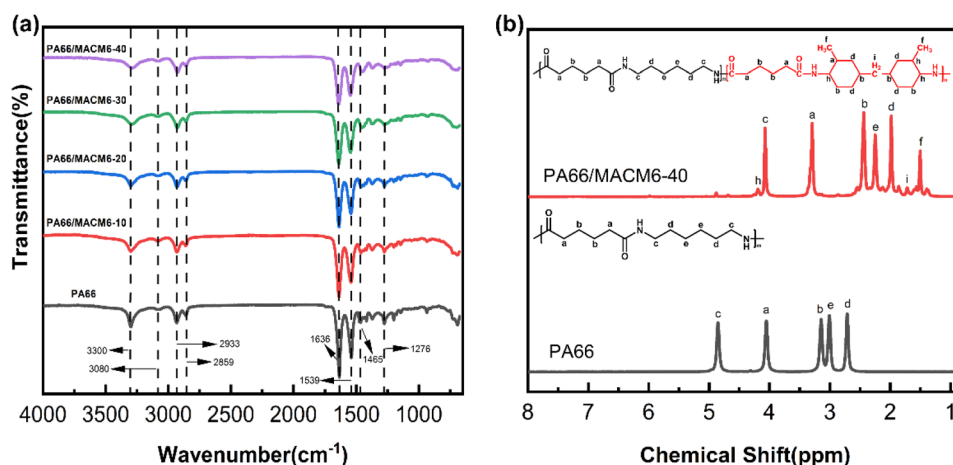 (a)
PA66/MACM6-40
PA66/MACM6-30
PA66/MACM6-20
PA66/MACM6-10
PA66
3300
3080
2933
2859
1636
1539
1465
1276
4000 3500 3000 2500 2000 1500 1000
Wavenumber(cm-1)
Transmittance(%)
(b)
PA66/MACM6-40
h c a b e d i f
PA66
c a b e d
8 7 6 5 4 3 2 1
Chemical Shift(ppm)